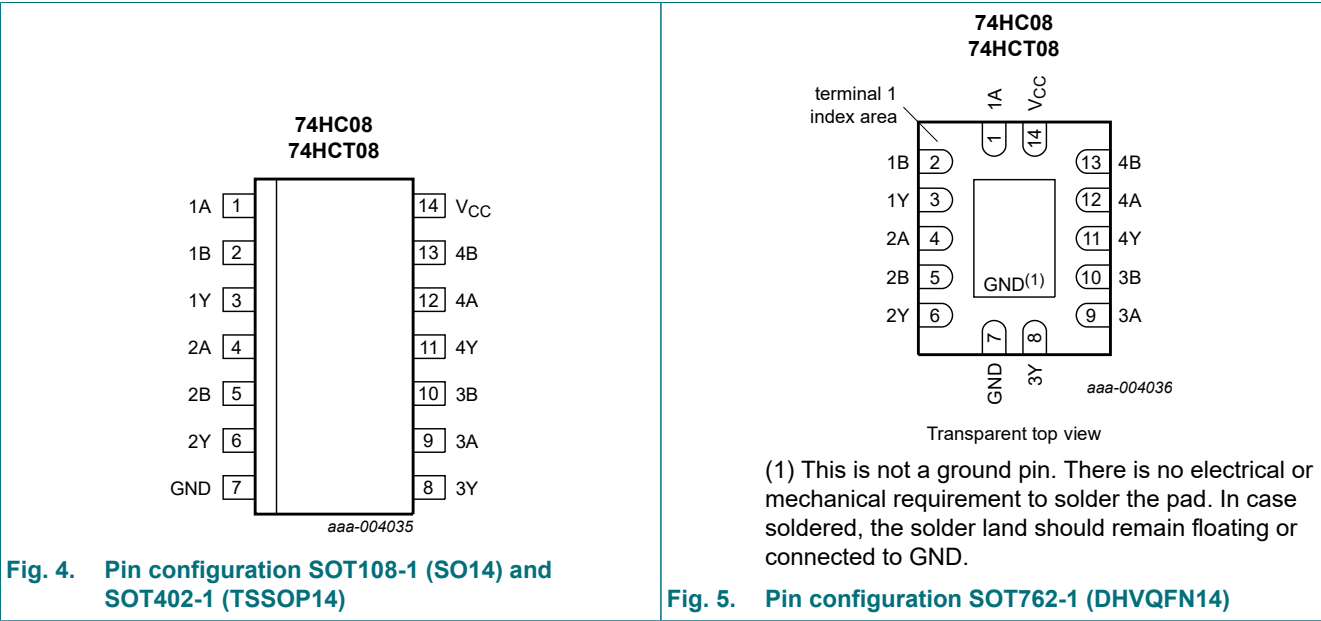 74HC08
74HCT08
1A 1
14 VCC
1B 2
13 4B
1Y 3
12 4A
2A 4
11 4Y
2B 5
10 3B
2Y 6
9 3A
GND 7
8 3Y
aaa-004035
Fig. 4. Pin configuration SOT108-1 (SO14) and
SOT402-1 (TSSOP14)
74HC08
74HCT08
terminal 1
index area
1A
VCC
1
14
1B 2
13 4B
1Y 3
12 4A
2A 4
11 4Y
2B 5
10 3B
2Y 6
9 3A
GND(1)
7
8
GND
3Y
aaa-004036
Transparent top view
(1) This is not a ground pin. There is no electrical or
mechanical requirement to solder the pad. In case
soldered, the solder land should remain floating or
connected to GND.
Fig. 5. Pin configuration SOT762-1 (DHVQFN14)